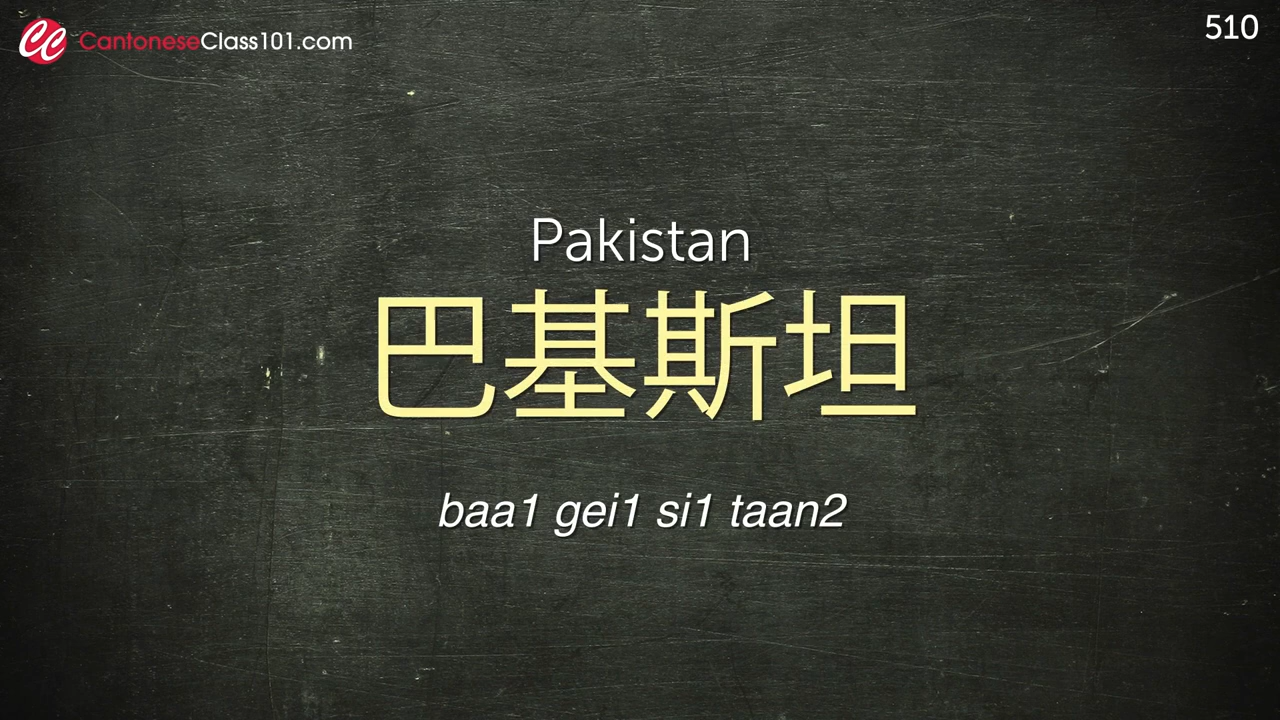 CantoneseClass101.com
510
Pakistan
巴基斯坦
baa1 gei1 si1 taan2